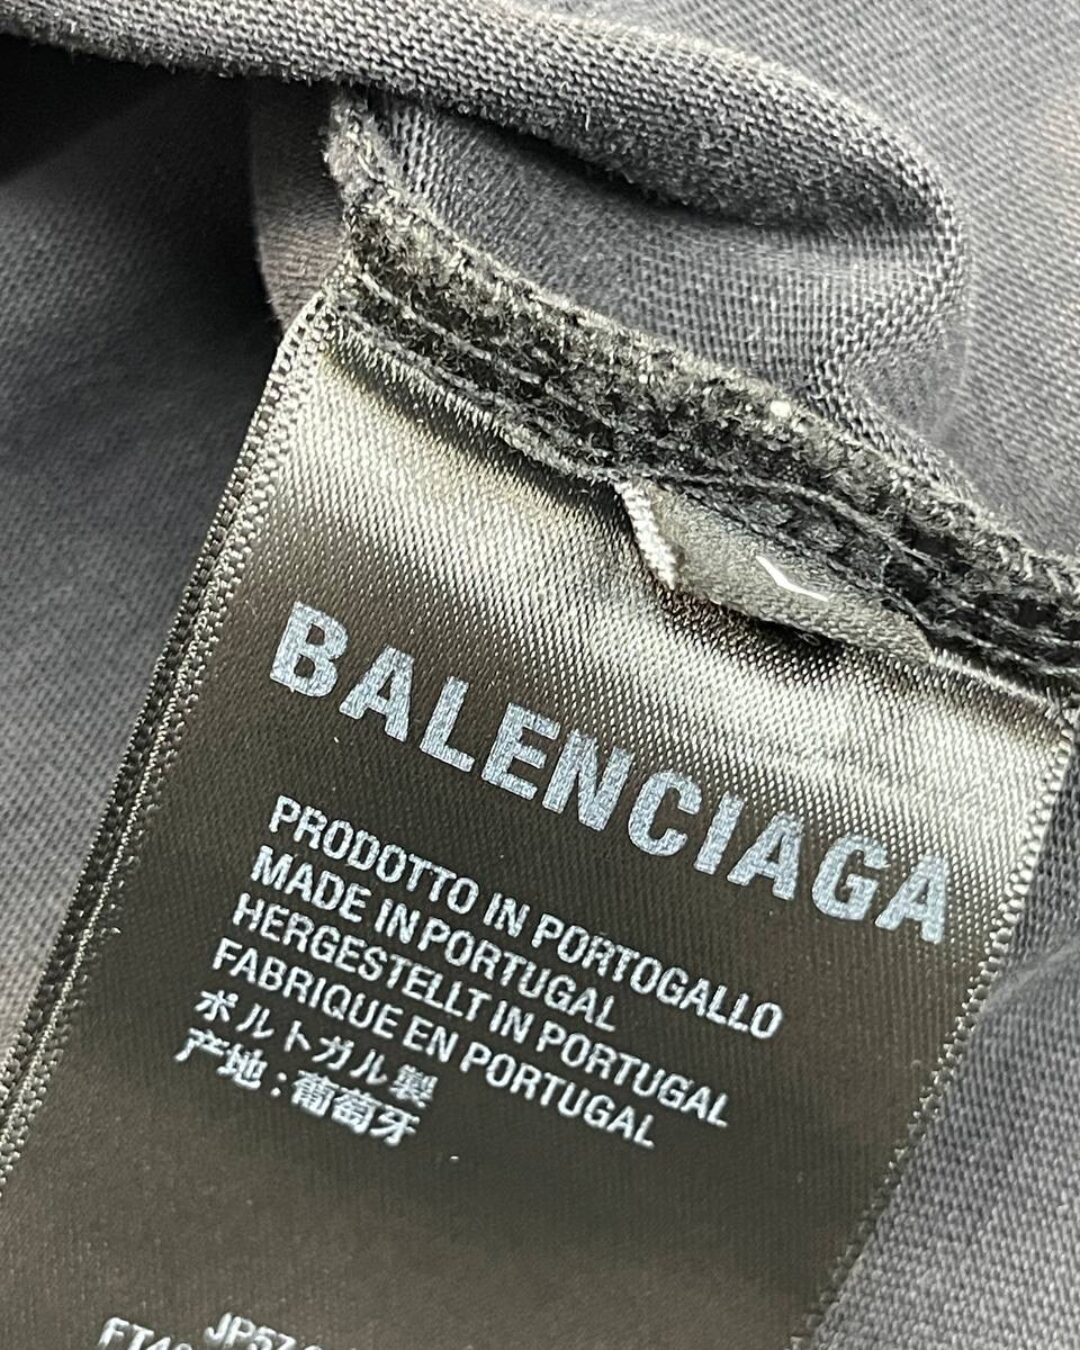 BALENCIAGA
PRODOTTO IN PORTOGALLO
MADE IN PORTUGAL
HERGESTELLT IN PORTUGAL
FABRIQUE EN PORTUGAL
ポルトガル製
产地:葡萄牙